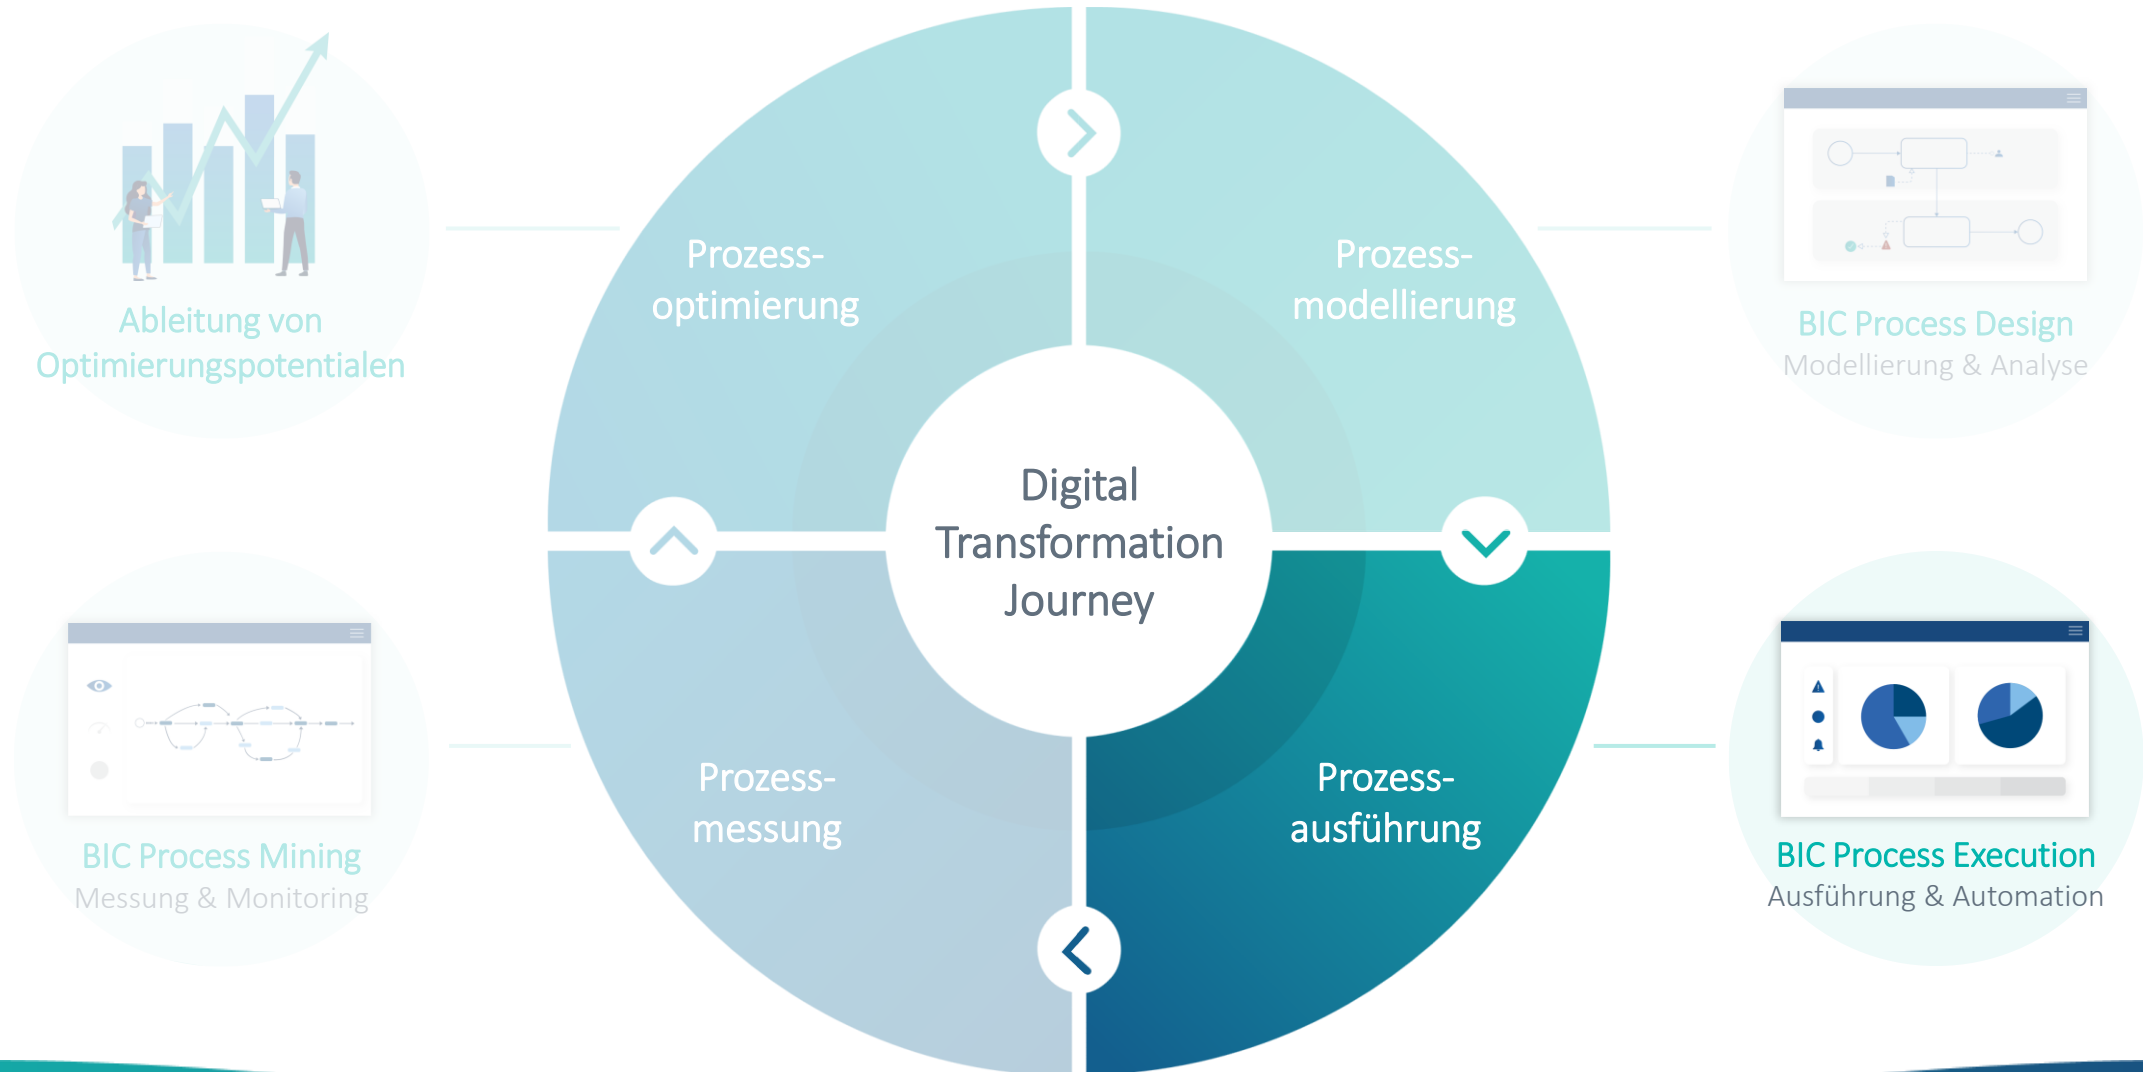 Prozess-
optimierung
Prozess-
modellierung
Ableitung von
Optimierungspotentialen
BIC Process Design
Modellierung & Analyse
Digital
Transformation
Journey
Prozess-
messung
Prozess-
ausführung
BIC Process Mining
Messung & Monitoring
BIC Process Execution
Ausführung & Automation